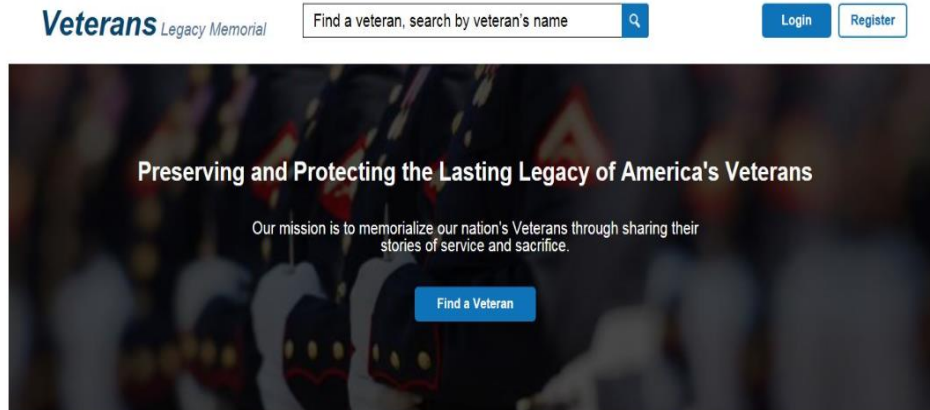 Veterans Legacy Memorial
Find a veteran, search by veteran's name
Login
Register
Preserving and Protecting the Lasting Legacy of America's Veterans
Our mission is to memorialize our nation's Veterans through sharing their
stories of service and sacrifice.
Find a Veteran